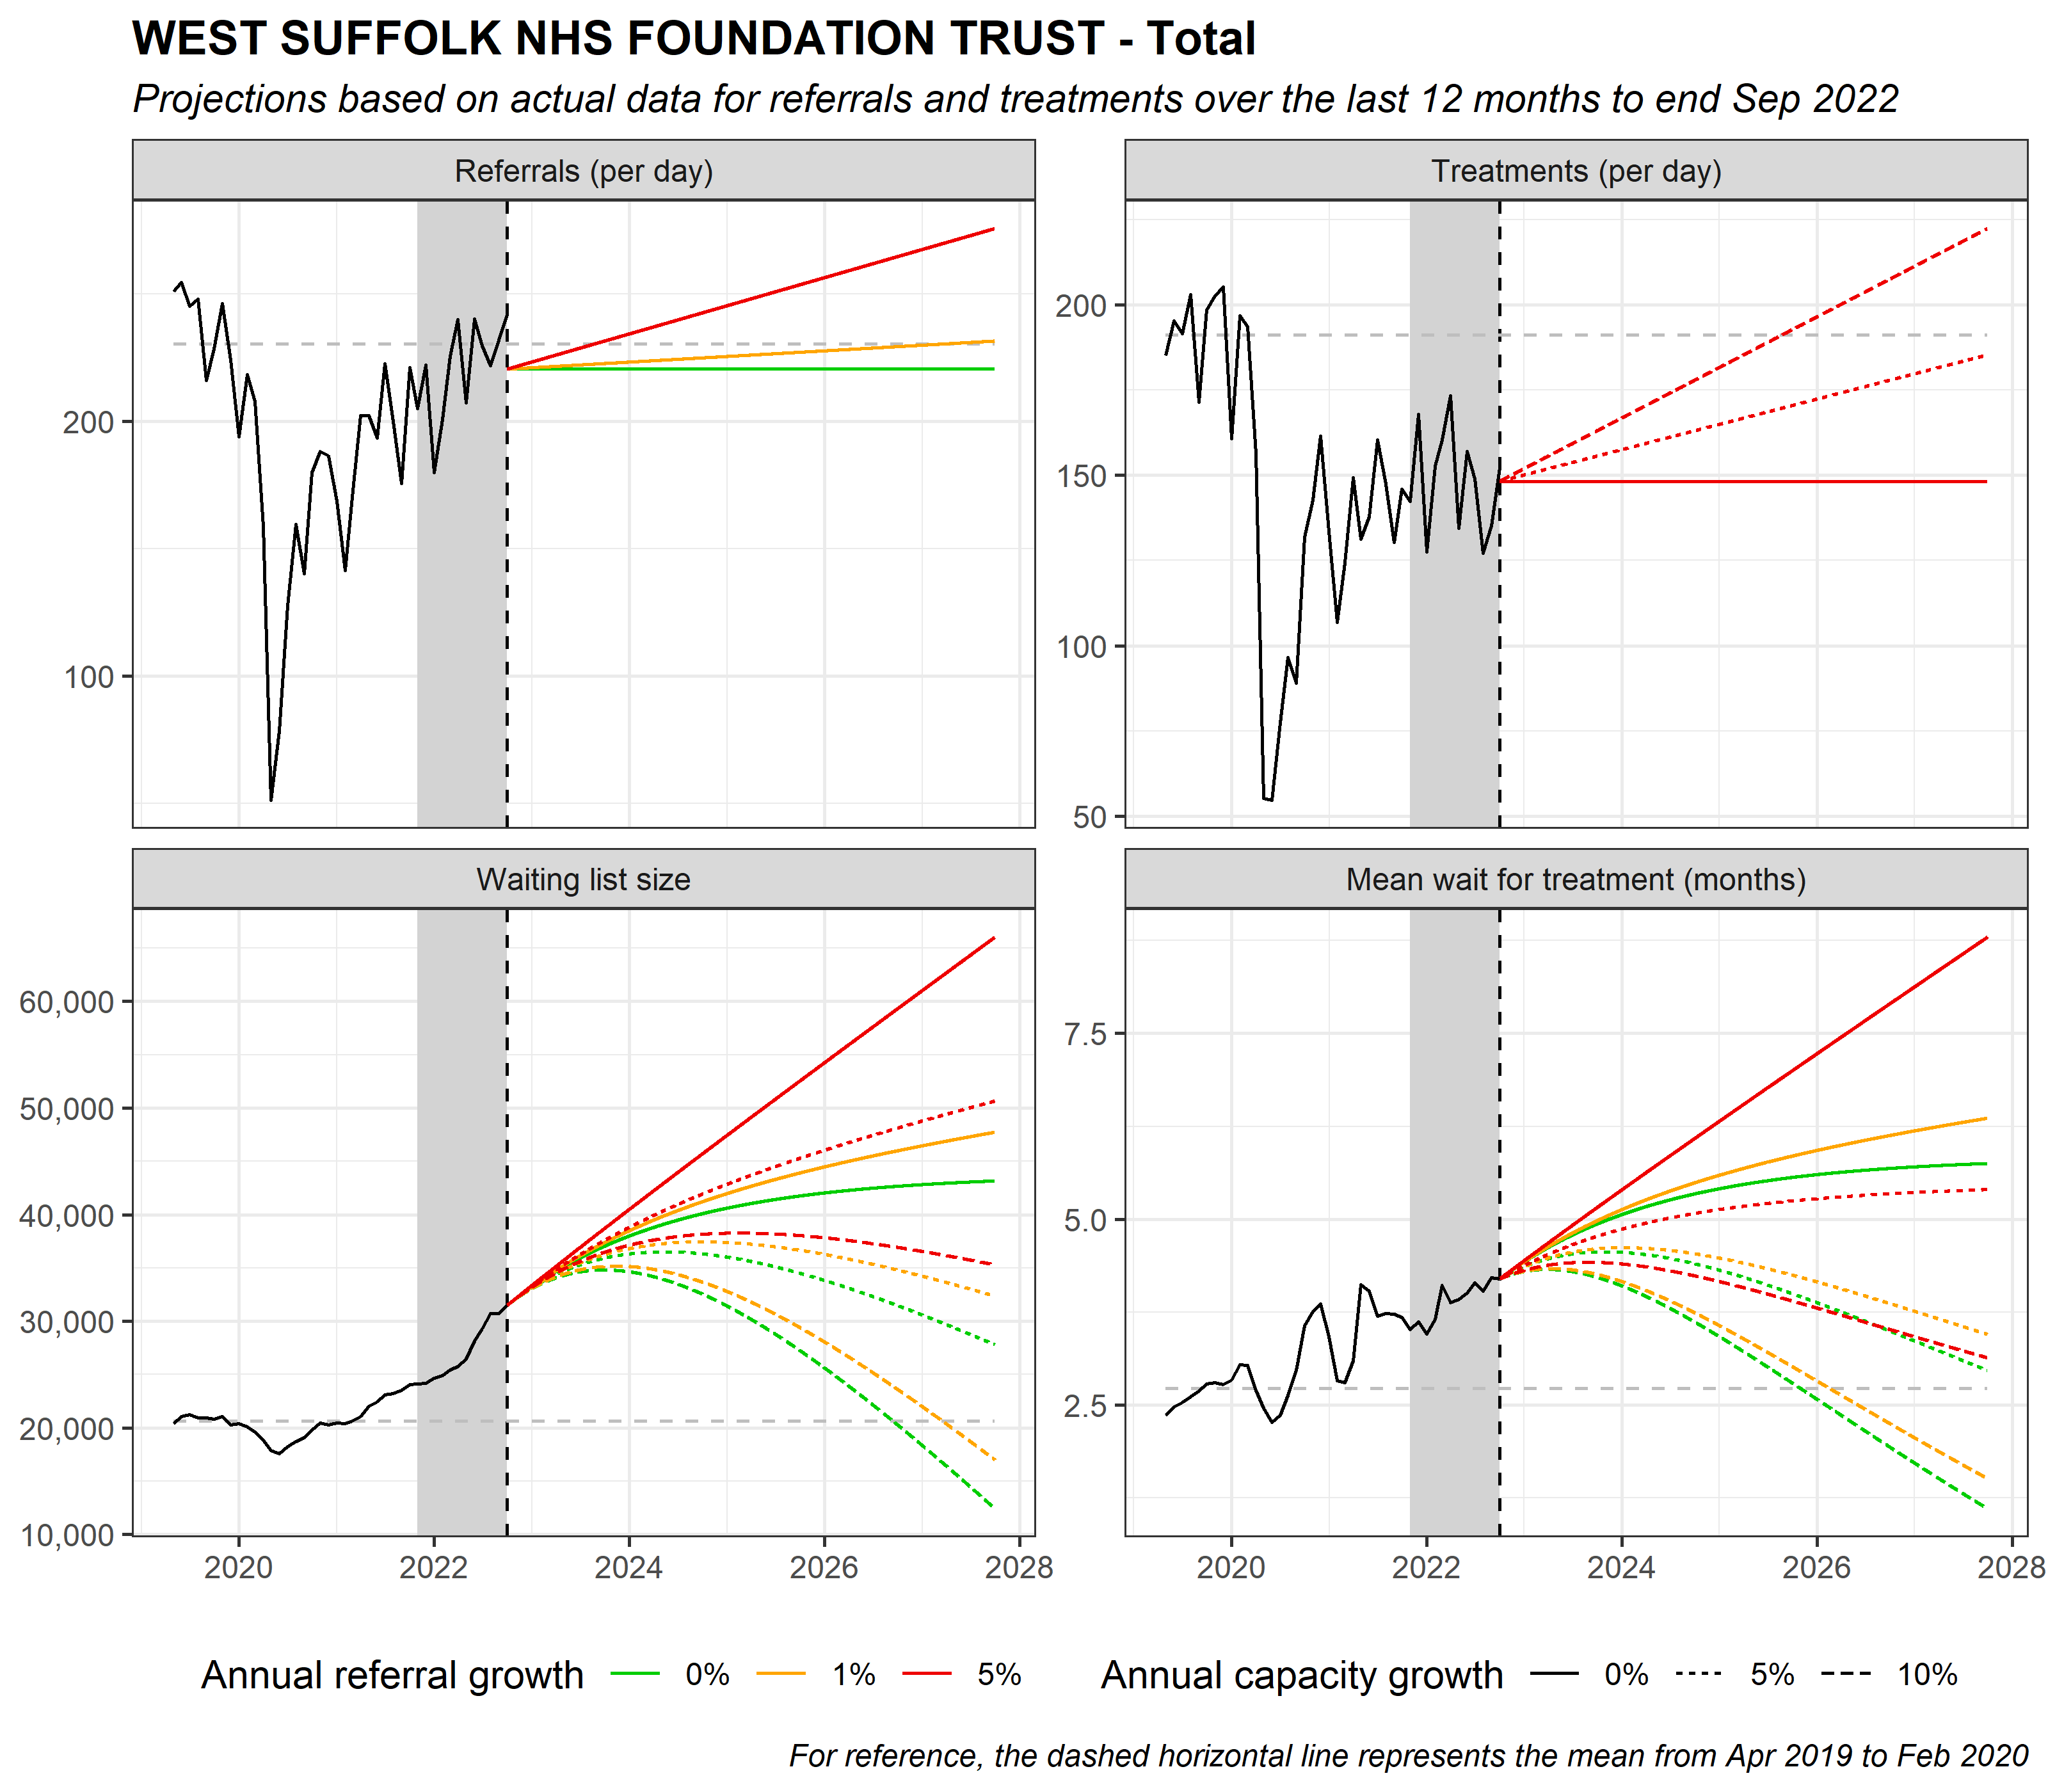 WEST SUFFOLK NHS FOUNDATION TRUST - Total
Projections based on actual data for referrals and treatments over the last 12 months to end Sep 2022
Referrals (per day)
200
100
Treatments (per day)
200
150
100
50
Waiting list size
60,000
50,000
40,000
30,000
20,000
10,000
2020 2022 2024 2026 2028
Mean wait for treatment (months)
7.5
5.0
2.5
2020 2022 2024 2026 2028
Annual referral growth 0% 1% 5%
Annual capacity growth 0% 5% 10%
For reference, the dashed horizontal line represents the mean from Apr 2019 to Feb 2020